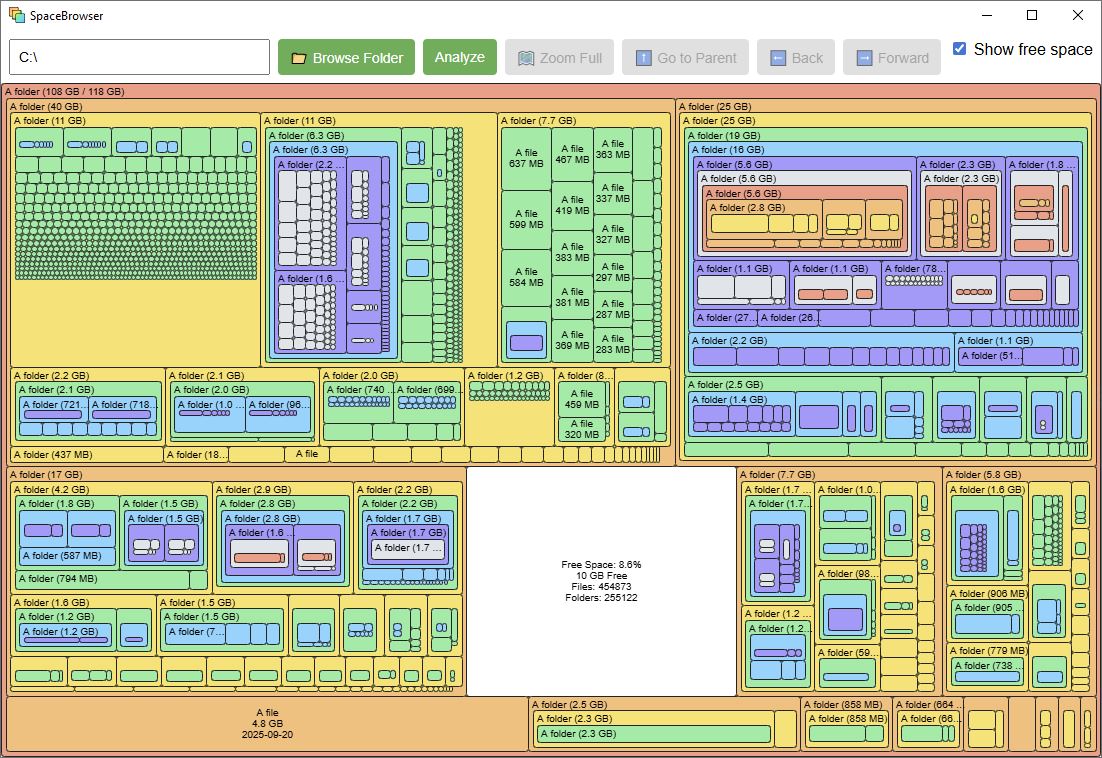 SpaceBrowser
C:\
Browse Folder
Analyze
Zoom Full
Go to Parent
Back
Forward
Show free space
A folder (108 GB / 118 GB)
A folder (40 GB)
A folder (11 GB)
A folder (11 GB)
A folder (6.3 GB)
A folder (6.3 GB)
A folder (2.2 ...
A folder (1.6 ...
A folder (7.7 GB)
A file
637 MB
A file
599 MB
A file
584 MB
A file
467 MB
A file
419 MB
A file
383 MB
A file
381 MB
A file
369 MB
A file
363 MB
A file
337 MB
A file
327 MB
A file
297 MB
A file
287 MB
A file
283 MB
A folder (2.2 GB)
A folder (2.1 GB)
A folder (721...
A folder (718...
A folder (2.1 GB)
A folder (2.0 GB)
A folder (1.0 ...
A folder (96...
A folder (2.0 GB)
A folder (740 ...
A folder (699...
A folder (1.2 GB)
A folder (8...
A file
459 MB
A file
320 MB
A folder (437 MB)
A folder (18...
A file
A folder (25 GB)
A folder (25 GB)
A folder (19 GB)
A folder (16 GB)
A folder (5.6 GB)
A folder (5.6 GB)
A folder (5.6 GB)
A folder (2.8 GB)
A folder (2.3 GB)
A folder (2.3 GB)
A folder (1.8 ...
A folder (1.1 GB)
A folder (1.1 GB)
A folder (78...
A folder (27...
A folder (26...
A folder (2.2 GB)
A folder (1.1 GB)
A folder (51...
A folder (2.5 GB)
A folder (1.4 GB)
A folder (17 GB)
A folder (4.2 GB)
A folder (1.8 GB)
A folder (587 MB)
A folder (1.5 GB)
A folder (1.5 GB)
A folder (794 MB)
A folder (2.9 GB)
A folder (2.8 GB)
A folder (2.8 GB)
A folder (1.6 ...
A folder (2.2 GB)
A folder (2.2 GB)
A folder (1.7 GB)
A folder (1.7 GB)
A folder (1.7 ...
A folder (1.6 GB)
A folder (1.2 GB)
A folder (1.2 GB)
A folder (1.5 GB)
A folder (1.5 GB)
A folder (7...
Free Space: 8.6%
10 GB Free
Files: 454873
Folders: 255122
A folder (7.7 GB)
A folder (1.7 ...
A folder (1.7...
A folder (1.2 ...
A folder (1.2...
A folder (1.0...
A folder (98...
A folder (59...
A folder (5.8 GB)
A folder (1.6 GB)
A folder (906 MB)
A folder (905 ...
A folder (779 MB)
A folder (738 ...
A file
4.8 GB
2025-09-20
A folder (2.5 GB)
A folder (2.3 GB)
A folder (2.3 GB)
A folder (858 MB)
A folder (858 MB)
A folder (664 ...
A folder (66...